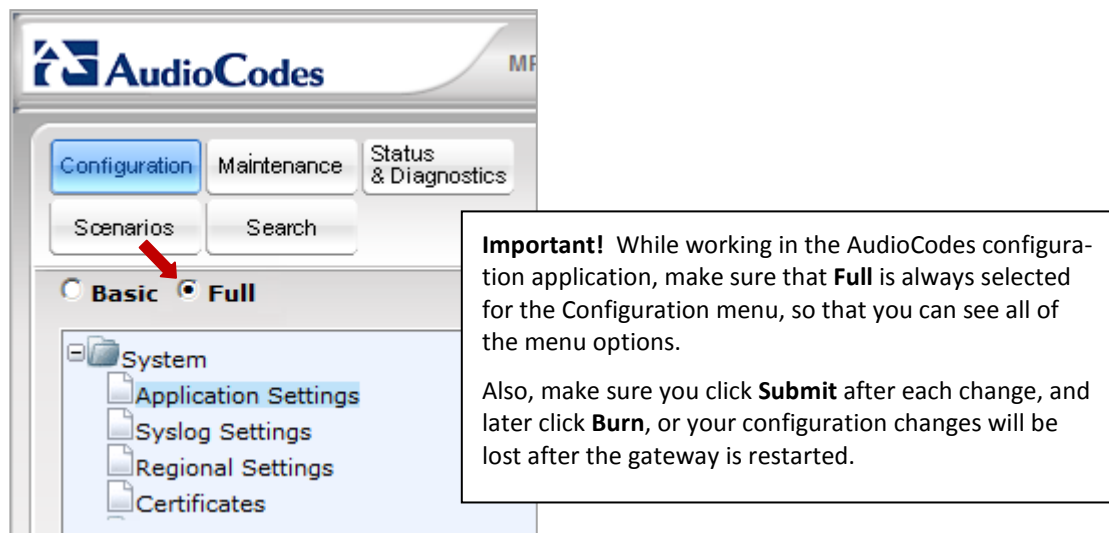 AudioCodes
Configuration
Maintenance
Status
& Diagnostics
Scenarios
Search
Basic
Full
System
Application Settings
Syslog Settings
Regional Settings
Certificates
Important! While working in the AudioCodes configura-
tion application, make sure that Full is always selected
for the Configuration menu, so that you can see all of
the menu options.
Also, make sure you click Submit after each change, and
later click Burn, or your configuration changes will be
lost after the gateway is restarted.